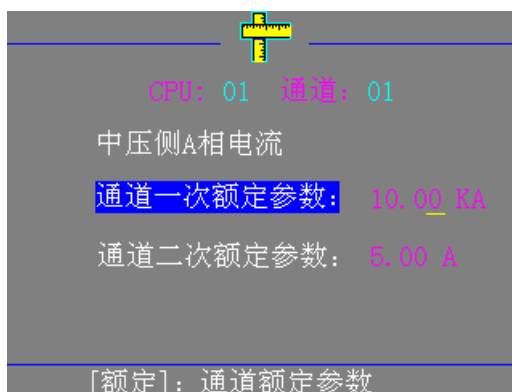 CPU: 01 通道: 01
中压侧A相电流
通道一次额定参数: 10.00 KA
通道二次额定参数: 5.00 A
[额定]: 通道额定参数